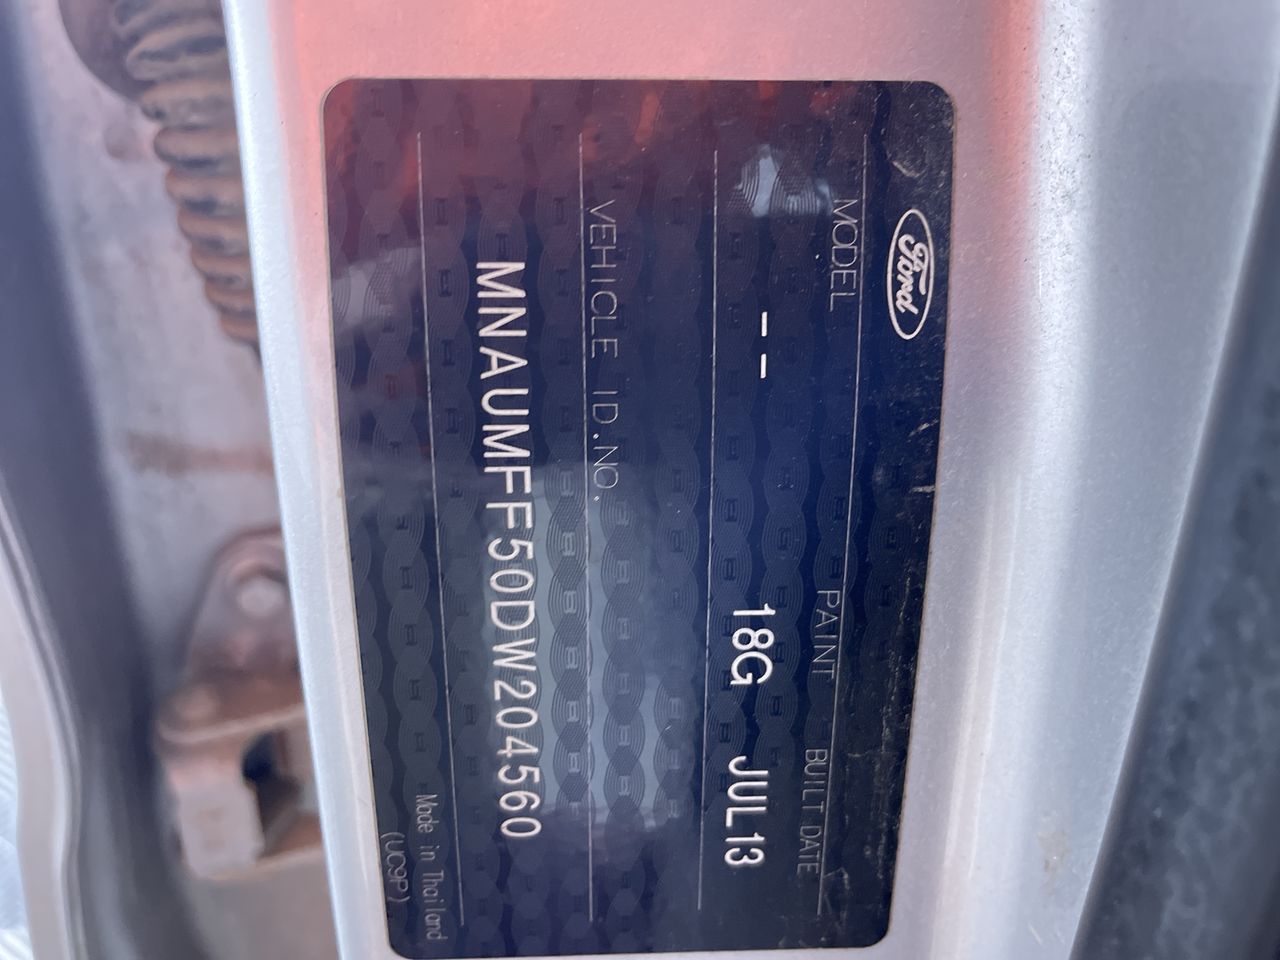 Ford
MODEL PAINT BUILT DATE
-- 18G JUL13
VEHICLE ID.NO.
MNAUMFF50DW204560
Made in Thailand
(UC9P)